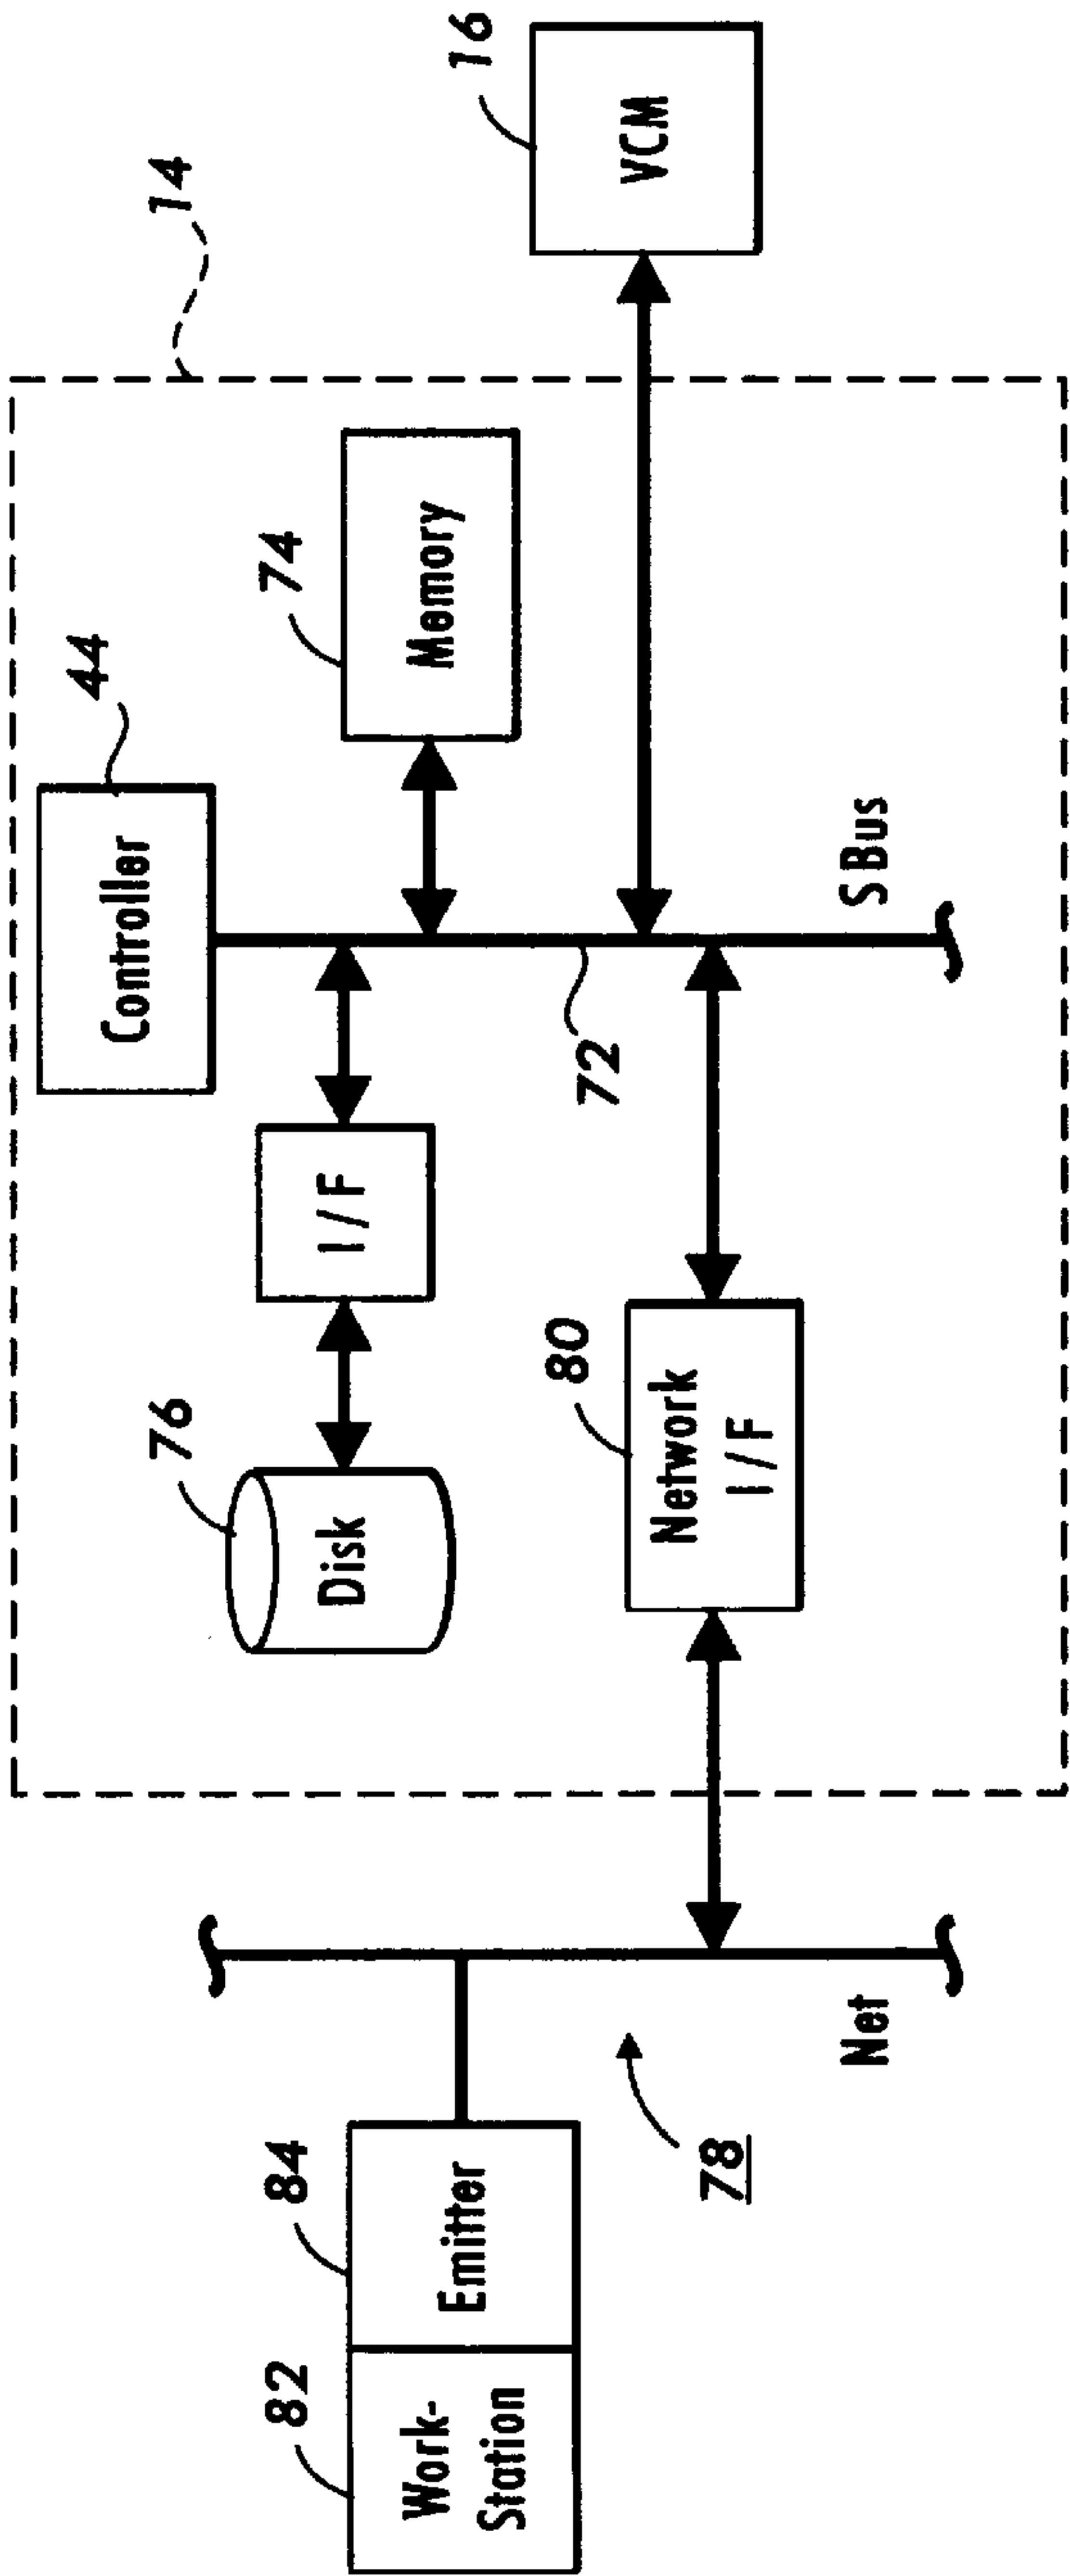 82
Work-
Station
84
Emitter
78
Net
76
Disk
I/F
80
Network
I/F
44
Controller
72
SBus
74
Memory
14
16
VCM